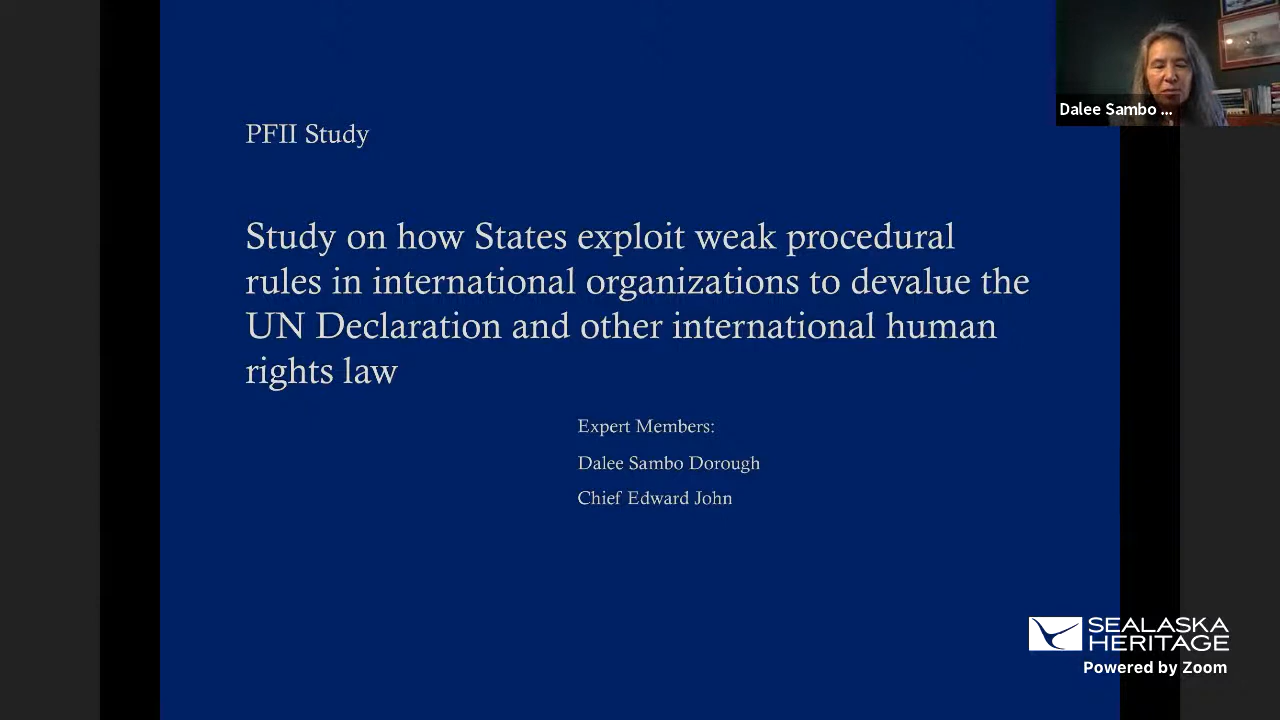 PFII Study
Study on how States exploit weak procedural
rules in international organizations to devalue the
UN Declaration and other international human
rights law
Expert Members:
Dalee Sambo Dorough
Chief Edward John
Dalee Sambo ...
SEALASKA
HERITAGE
Powered by Zoom